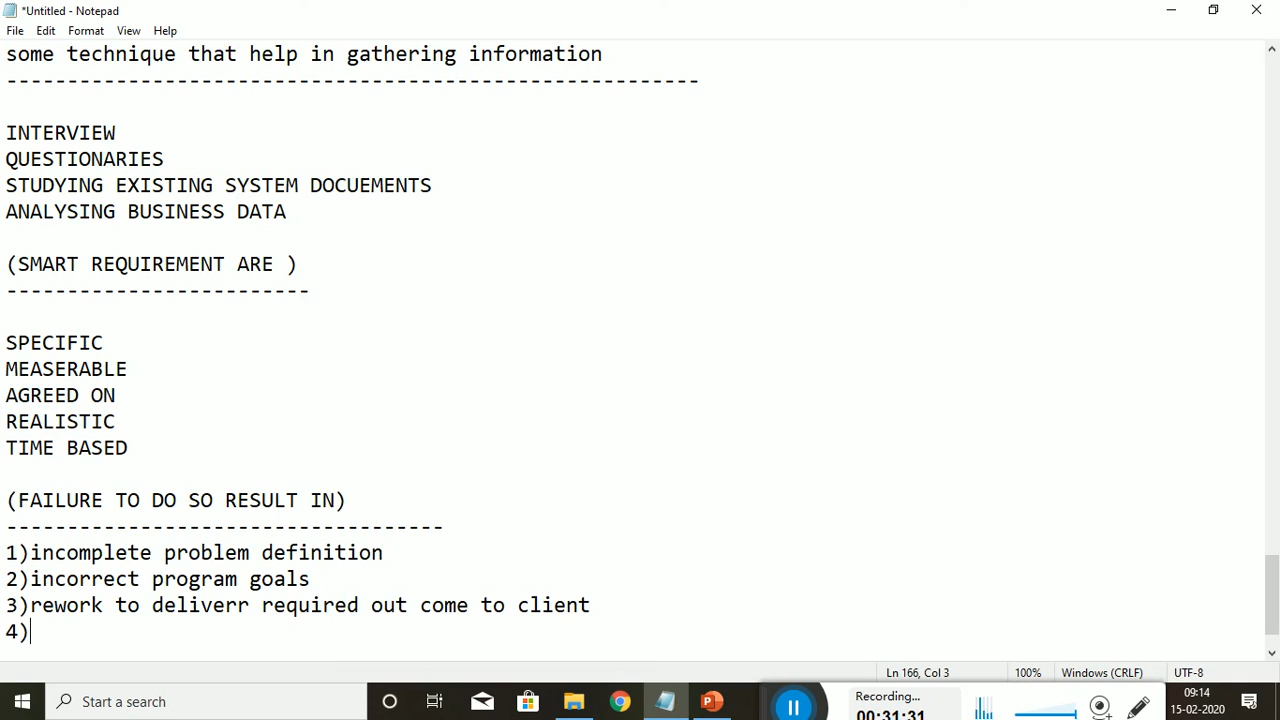 *Untitled - Notepad
File Edit Format View Help
some technique that help in gathering information
---------------------------------------------------------
INTERVIEW
QUESTIONARIES
STUDYING EXISTING SYSTEM DOCUEMENTS
ANALYSING BUSINESS DATA
(SMART REQUIREMENT ARE )
-------------------------
SPECIFIC
MEASERABLE
AGREED ON
REALISTIC
TIME BASED
(FAILURE TO DO SO RESULT IN)
------------------------------------
1)incomplete problem definition
2)incorrect program goals
3)rework to deliverr required out come to client
4)
Ln 166, Col 3 100% Windows (CRLF) UTF-8
Start a search
Recording...
00:31:31
09:14
15-02-2020